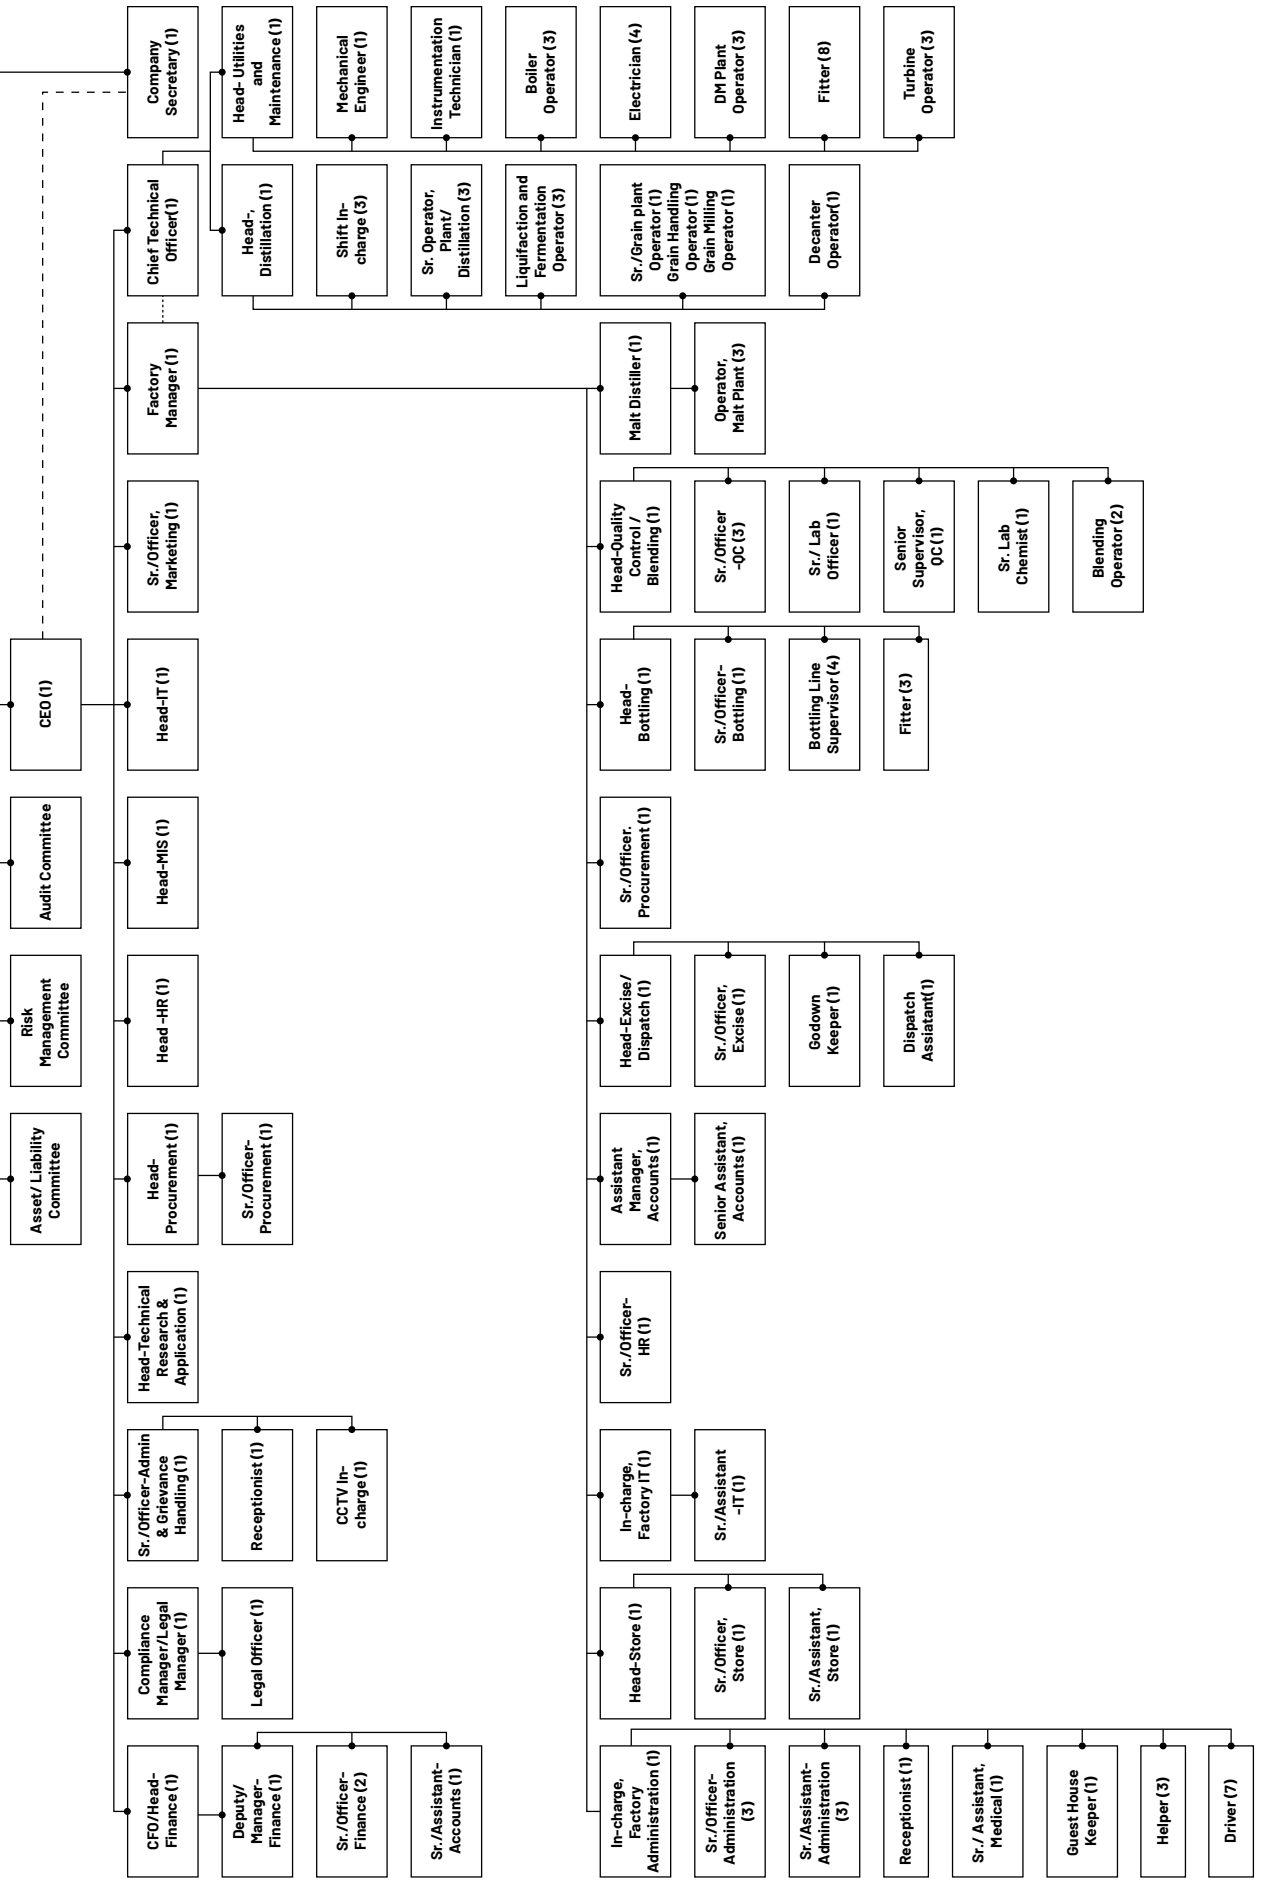 Asset/ Liability
Committee
Risk
Management
Committee
Audit Committee
CEO (1)
CFO/Head-
Finance (1)
Compliance
Manager/Legal
Manager (1)
Sr./Officer-Admin
& Grievance
Handling (1)
Head-Technical
Research &
Application (1)
Head-
Procurement (1)
Head -HR (1)
Head-MIS (1)
Head-IT (1)
Sr./Officer,
Marketing (1)
Factory
Manager (1)
Chief Technical
Officer(1)
Company
Secretary (1)
Deputy/
Manager-
Finance (1)
Sr./Officer-
Finance (2)
Sr./Assistant-
Accounts (1)
Legal Officer (1)
Receptionist (1)
CCTV In-
charge (1)
Sr./Officer-
Procurement (1)
Head-,
Distillation (1)
Shift In-
charge (3)
Sr. Operator,
Plant/
Distillation (3)
Liquifaction and
Fermentation
Operator (3)
Sr./Grain plant
Operator (1)
Grain Handling
Operator (1)
Grain Milling
Operator (1)
Decanter
Operator(1)
Head- Utilities
and
Maintenance (1)
Mechanical
Engineer (1)
Instrumentation
Technician (1)
Boiler
Operator (3)
Electrician (4)
DM Plant
Operator (3)
Fitter (8)
Turbine
Operator (3)
In-charge,
Factory
Administration (1)
Sr./Officer-
Administration
(3)
Sr./Assistant-
Administration
(3)
Receptionist (1)
Sr./ Assistant,
Medical (1)
Guest House
Keeper (1)
Helper (3)
Driver (7)
Head-Store (1)
Sr./Officer,
Store (1)
Sr./Assistant,
Store (1)
In-charge,
Factory IT (1)
Sr./Assistant
-IT (1)
Sr./Officer-
HR (1)
Assistant
Manager,
Accounts (1)
Senior Assistant,
Accounts (1)
Head-Excise/
Dispatch (1)
Sr./Officer,
Excise (1)
Godown
Keeper (1)
Dispatch
Assiatant(1)
Sr./Officer.
Procurement (1)
Head-
Bottling (1)
Sr./Officer-
Bottling (1)
Bottling Line
Supervisor (4)
Fitter (3)
Head-Quality
Control /
Blending (1)
Sr./Officer
-QC (3)
Sr./ Lab
Officer (1)
Senior
Supervisor,
QC (1)
Sr. Lab
Chemist (1)
Blending
Operator (2)
Malt Distiller (1)
Operator,
Malt Plant (3)